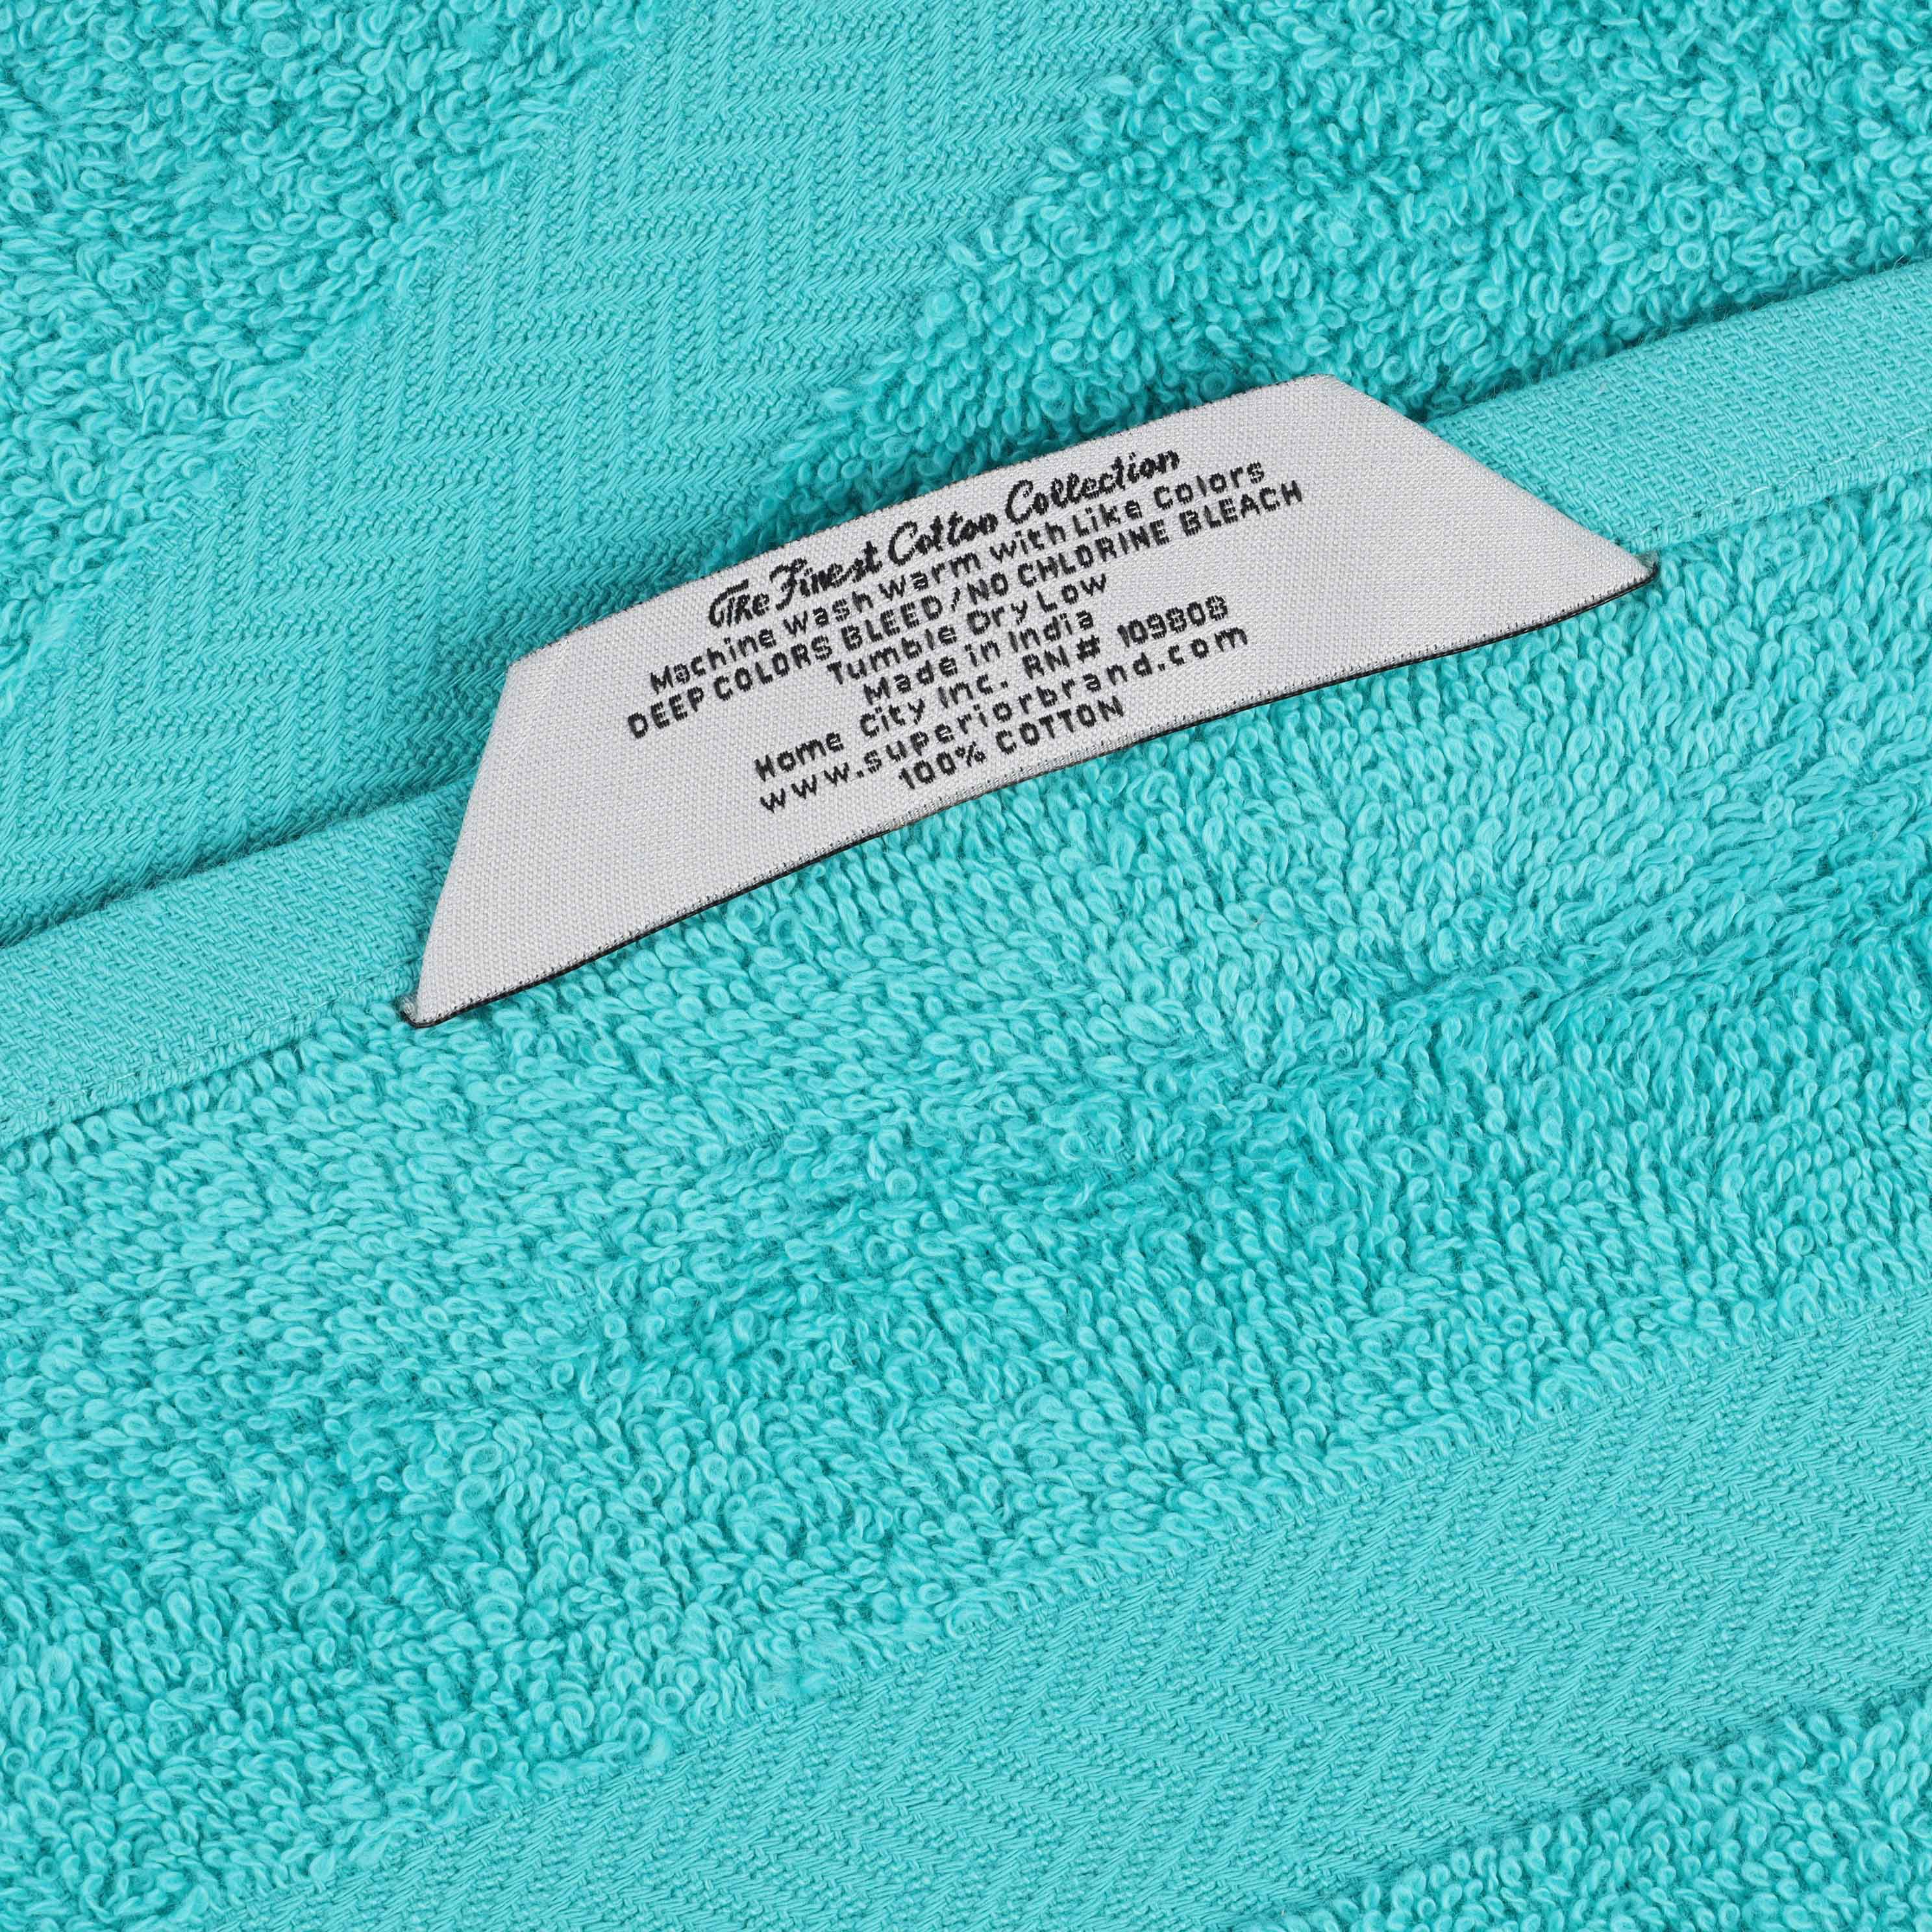 The Finest Cotton Collection
Machine Wash Warm with Like Colors
DEEP COLORS BLEED/NO CHLORINE BLEACH
Tumble Dry Low
Made in India
Home City Inc. RN# 109808
www.superiorbrand.com
100% COTTON